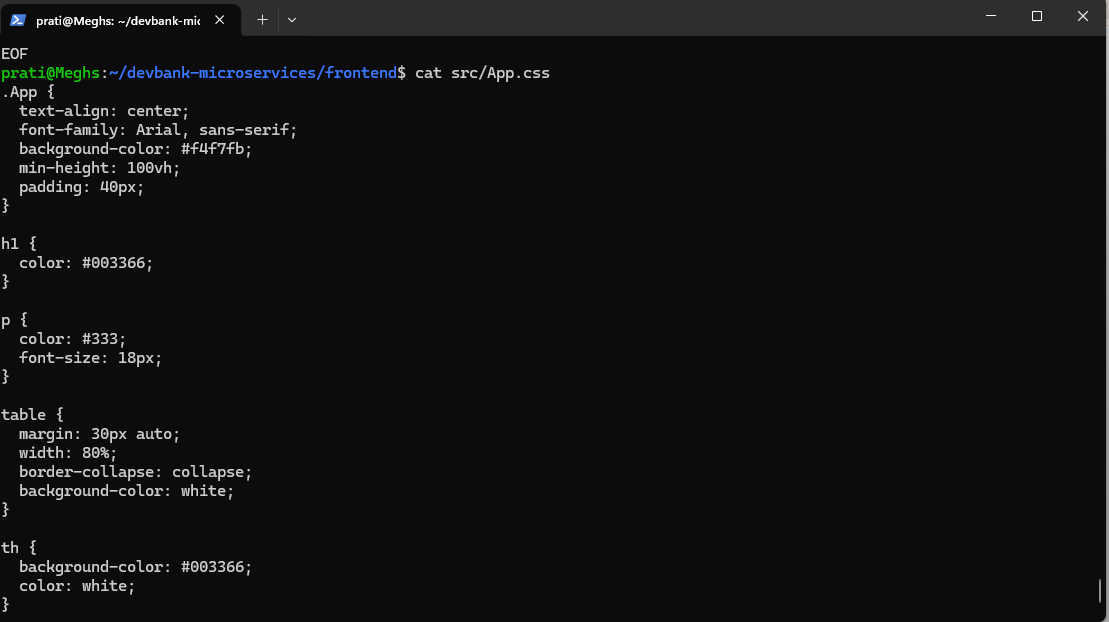 prati@Meghs: ~/devbank-mic
EOF
prati@Meghs:~/devbank-microservices/frontend$ cat src/App.css
.App {
  text-align: center;
  font-family: Arial, sans-serif;
  background-color: #f4f7fb;
  min-height: 100vh;
  padding: 40px;
}

h1 {
  color: #003366;
}

p {
  color: #333;
  font-size: 18px;
}

table {
  margin: 30px auto;
  width: 80%;
  border-collapse: collapse;
  background-color: white;
}

th {
  background-color: #003366;
  color: white;
}